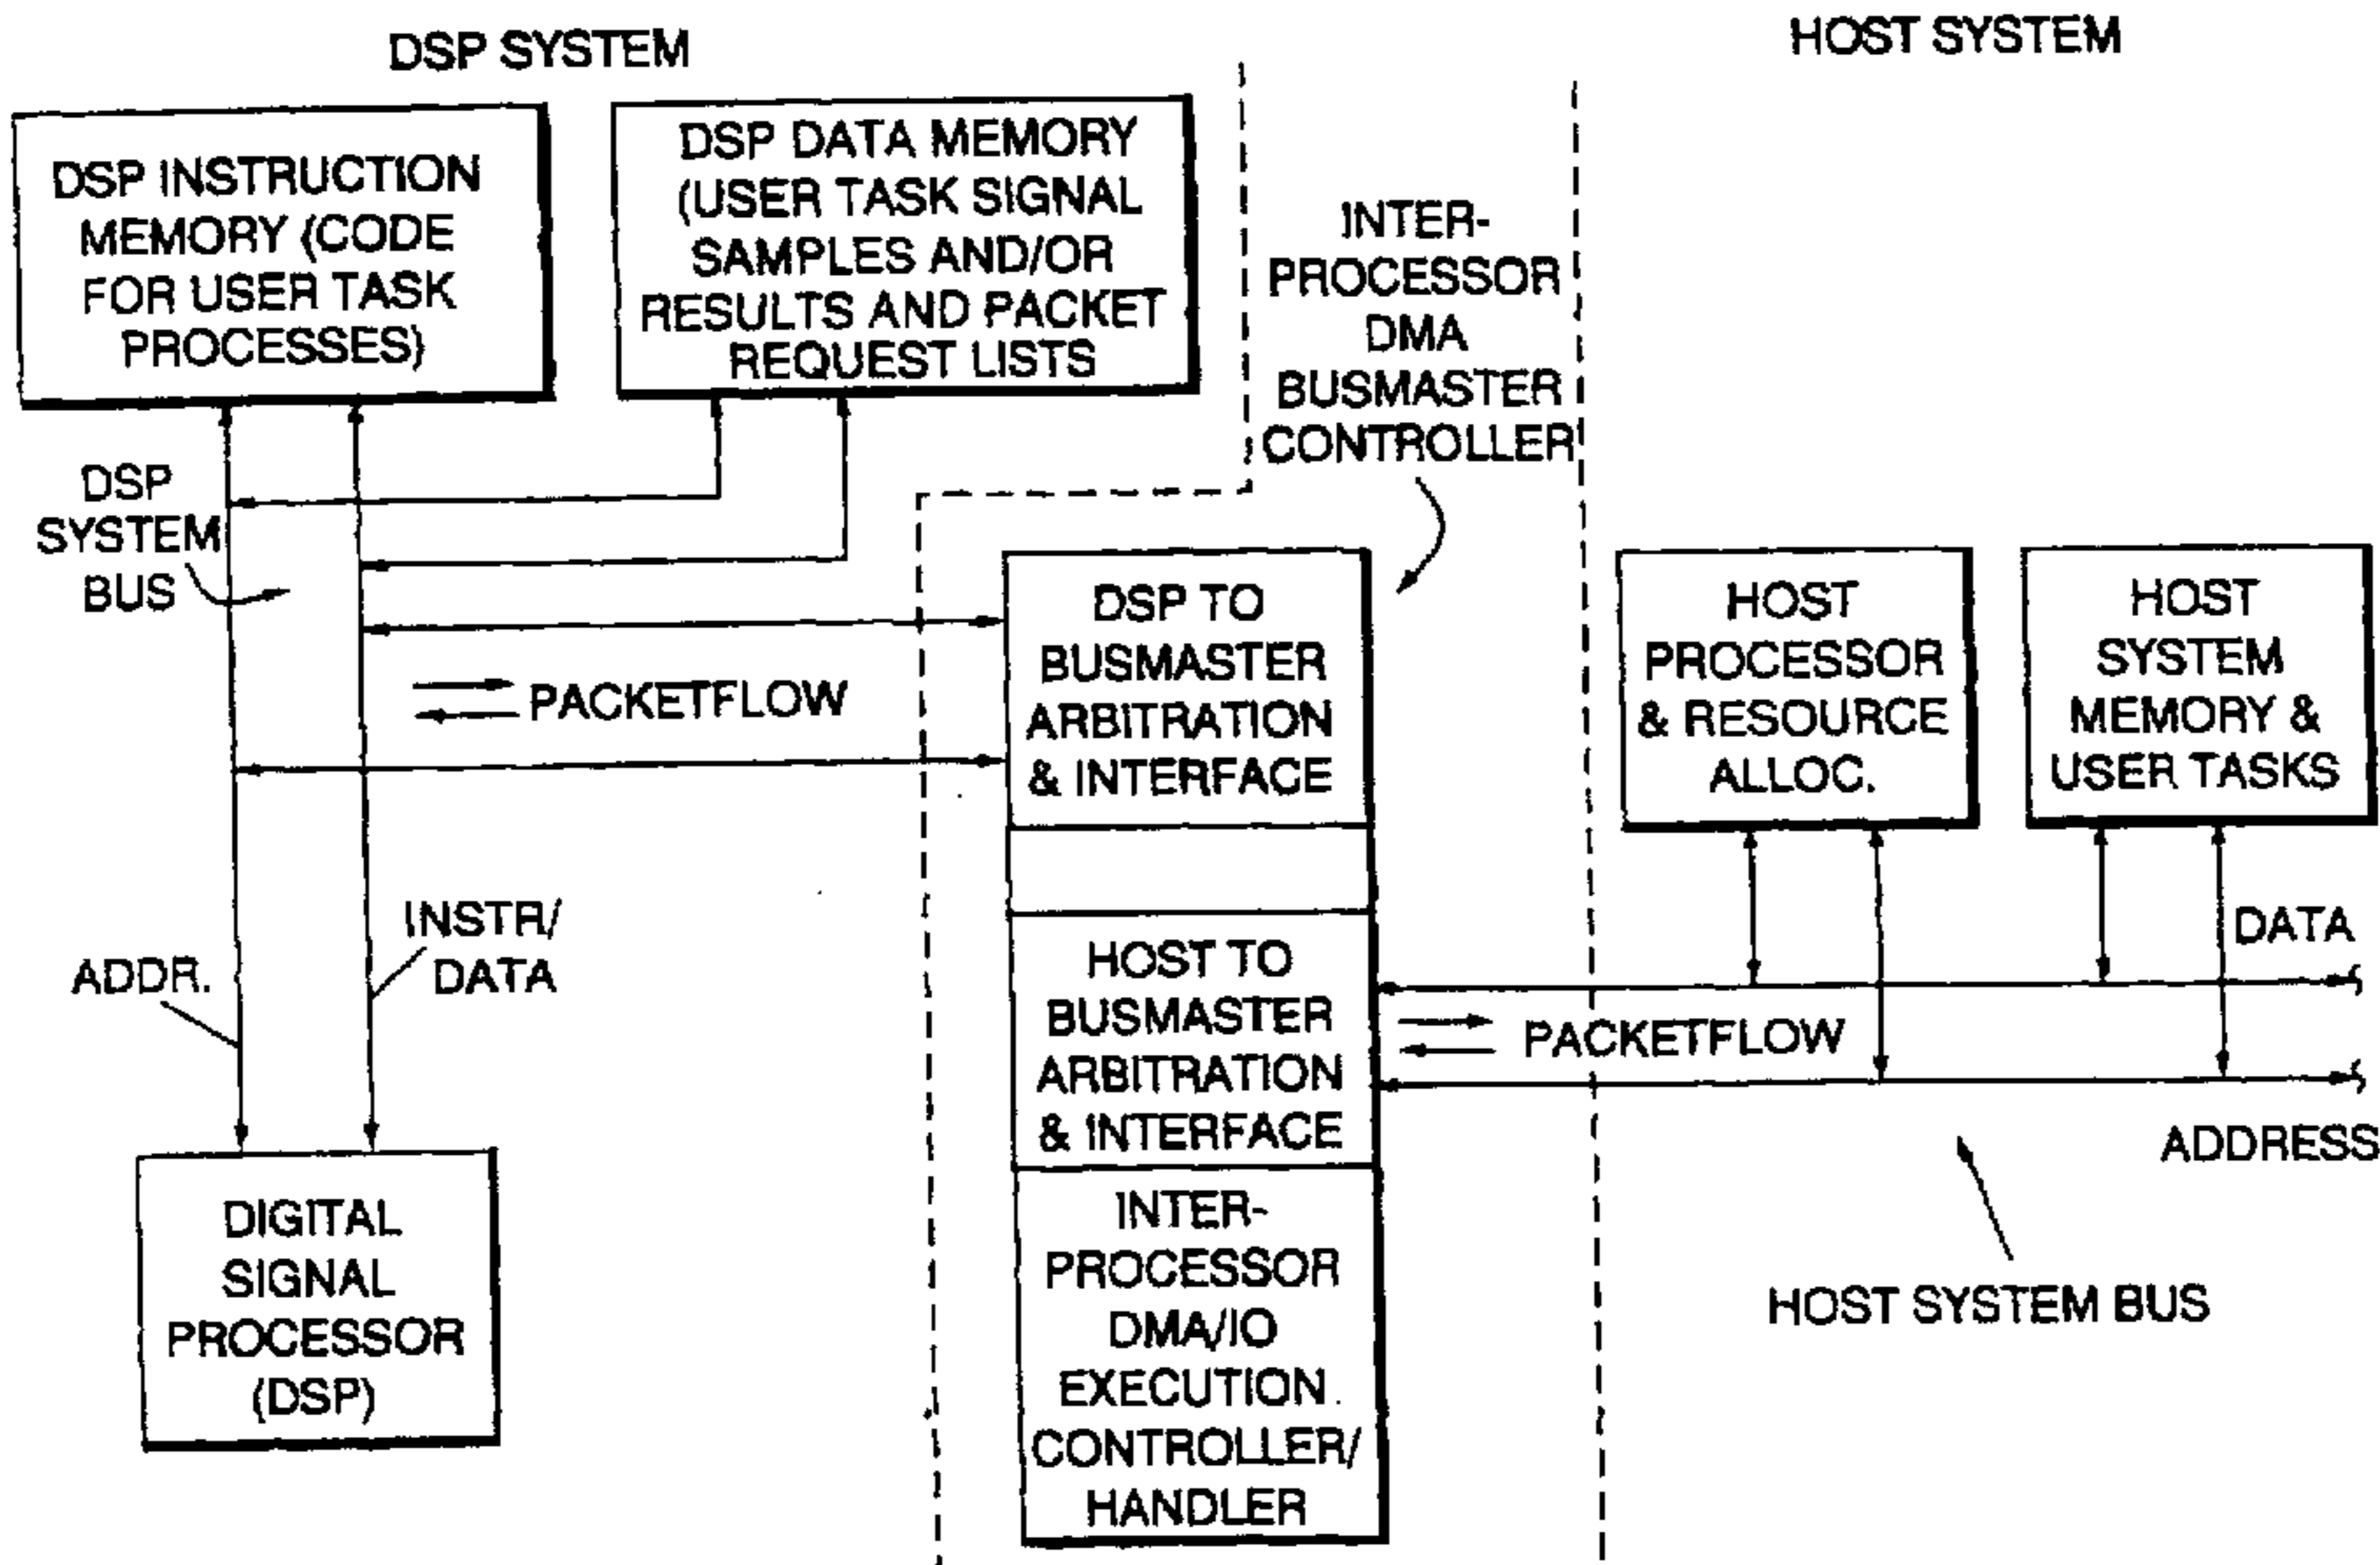 DSP SYSTEM
HOST SYSTEM
DSP INSTRUCTION
MEMORY (CODE
FOR USER TASK
PROCESSES)
DSP DATA MEMORY
(USER TASK SIGNAL
SAMPLES AND/OR
RESULTS AND PACKET
REQUEST LISTS
INTER-
PROCESSOR
DMA
BUSMASTER
CONTROLLER
DSP
SYSTEM
BUS
DSP TO
BUSMASTER
ARBITRATION
& INTERFACE
PACKETFLOW
HOST
PROCESSOR
& RESOURCE
ALLOC.
HOST
SYSTEM
MEMORY &
USER TASKS
ADDR.
INSTR/
DATA
HOST TO
BUSMASTER
ARBITRATION
& INTERFACE
DATA
PACKETFLOW
ADDRESS
HOST SYSTEM BUS
DIGITAL
SIGNAL
PROCESSOR
(DSP)
INTER-
PROCESSOR
DMA/IO
EXECUTION
CONTROLLER/
HANDLER